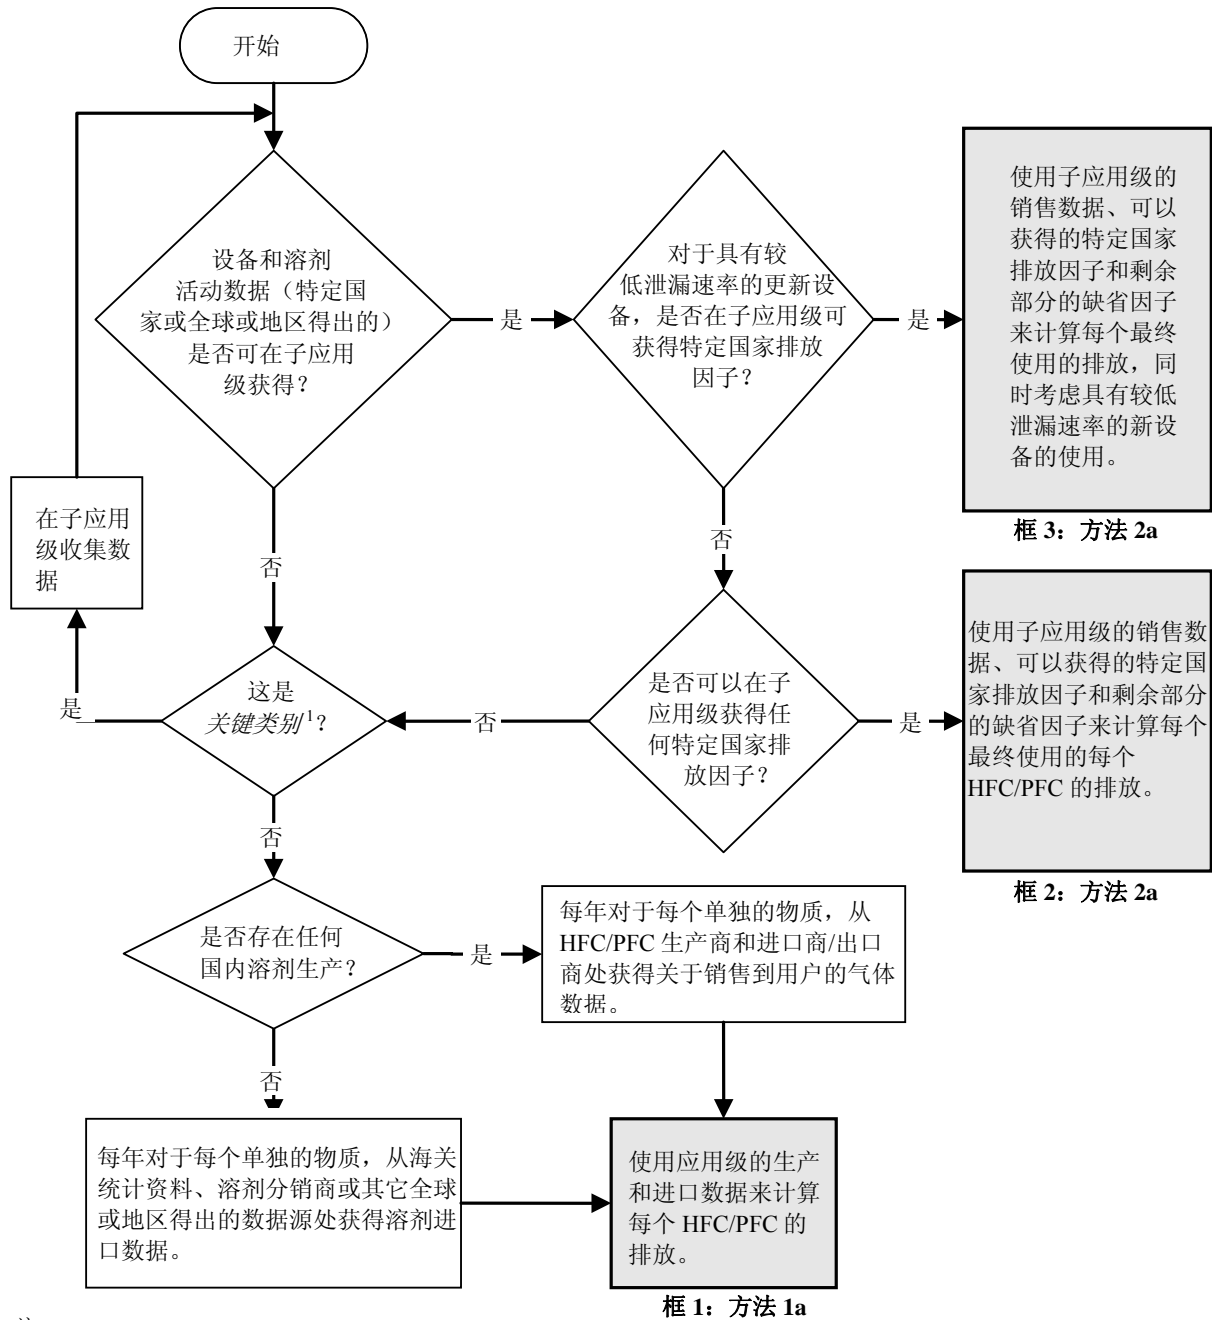 开始
设备和溶剂
活动数据（特定国
家或全球或地区得出的）
是否可在子应用
级获得？
是
对于具有较
低泄漏速率的更新设
备，是否在子应用级可
获得特定国家排放
因子？
是
使用子应用级的
销售数据、可以
获得的特定国家
排放因子和剩余
部分的缺省因子
来计算每个最终
使用的排放，同
时考虑具有较低
泄漏速率的新设
备的使用。
框 3：方法 2a
在子应用
级收集数
据
否
否
是
这是
关键类别1？
否
是否可以在子
应用级获得任
何特定国家排
放因子？
是
使用子应用级的销售数
据、可以获得的特定国
家排放因子和剩余部分
的缺省因子来计算每个
最终使用的每个
HFC/PFC 的排放。
框 2：方法 2a
否
是否存在任何
国内溶剂生产？
是
每年对于每个单独的物质，从
HFC/PFC 生产商和进口商/出口
商处获得关于销售到用户的气体
数据。
否
每年对于每个单独的物质，从海关
统计资料、溶剂分销商或其它全球
或地区得出的数据源处获得溶剂进
口数据。
使用应用级的生产
和进口数据来计算
每个 HFC/PFC 的
排放。
框 1：方法 1a